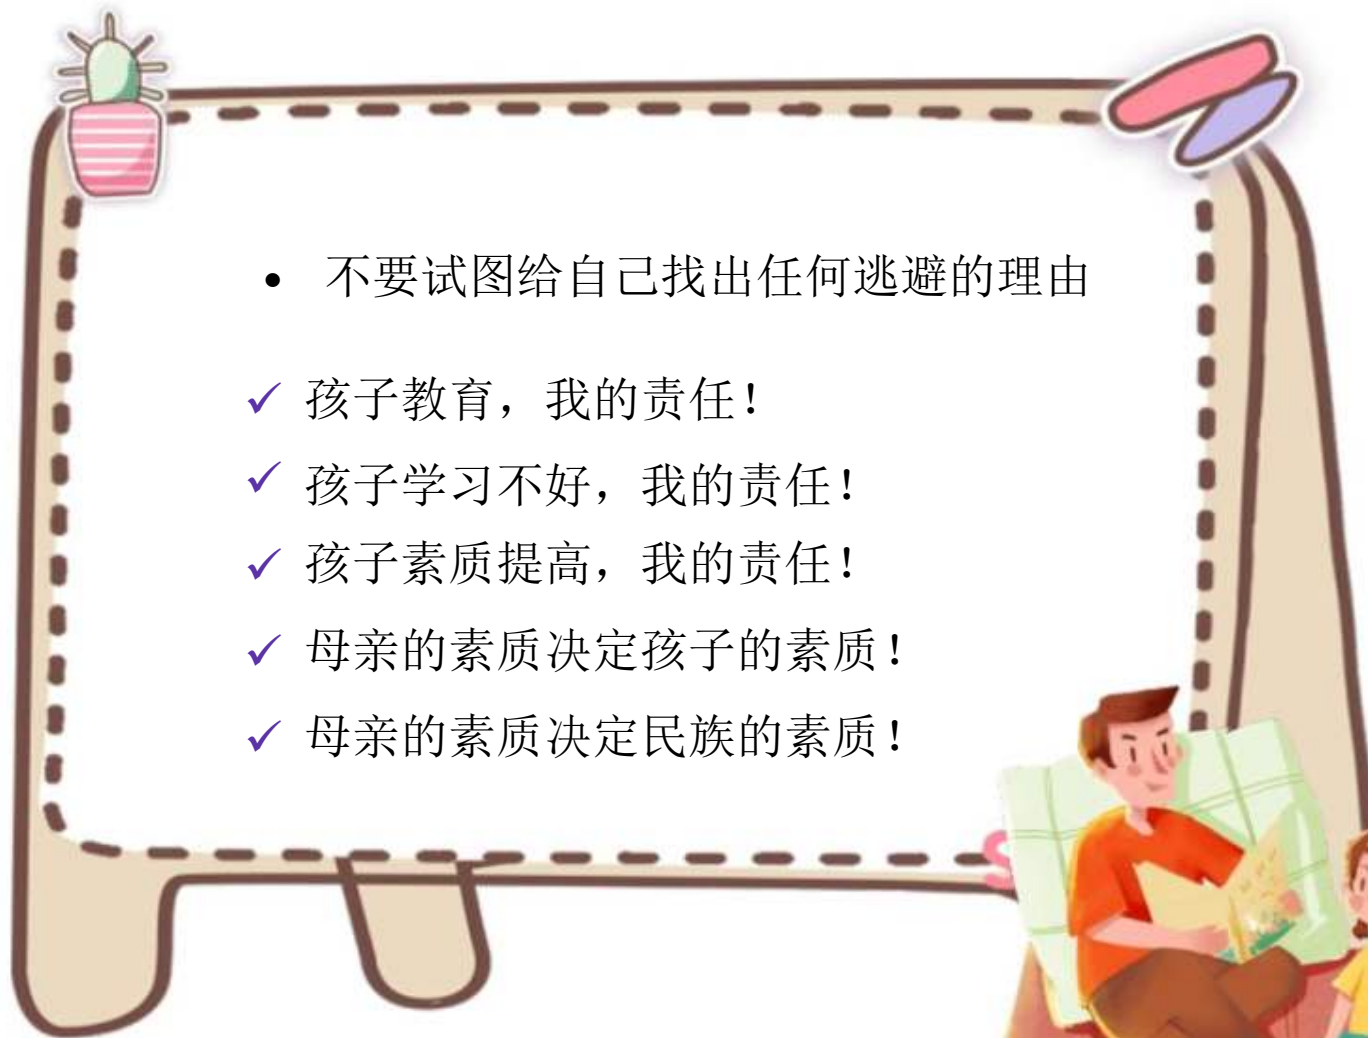 • 不要试图给自己找出任何逃避的理由
✓ 孩子教育，我的责任！
✓ 孩子学习不好，我的责任！
✓ 孩子素质提高，我的责任！
✓ 母亲的素质决定孩子的素质！
✓ 母亲的素质决定民族的素质！